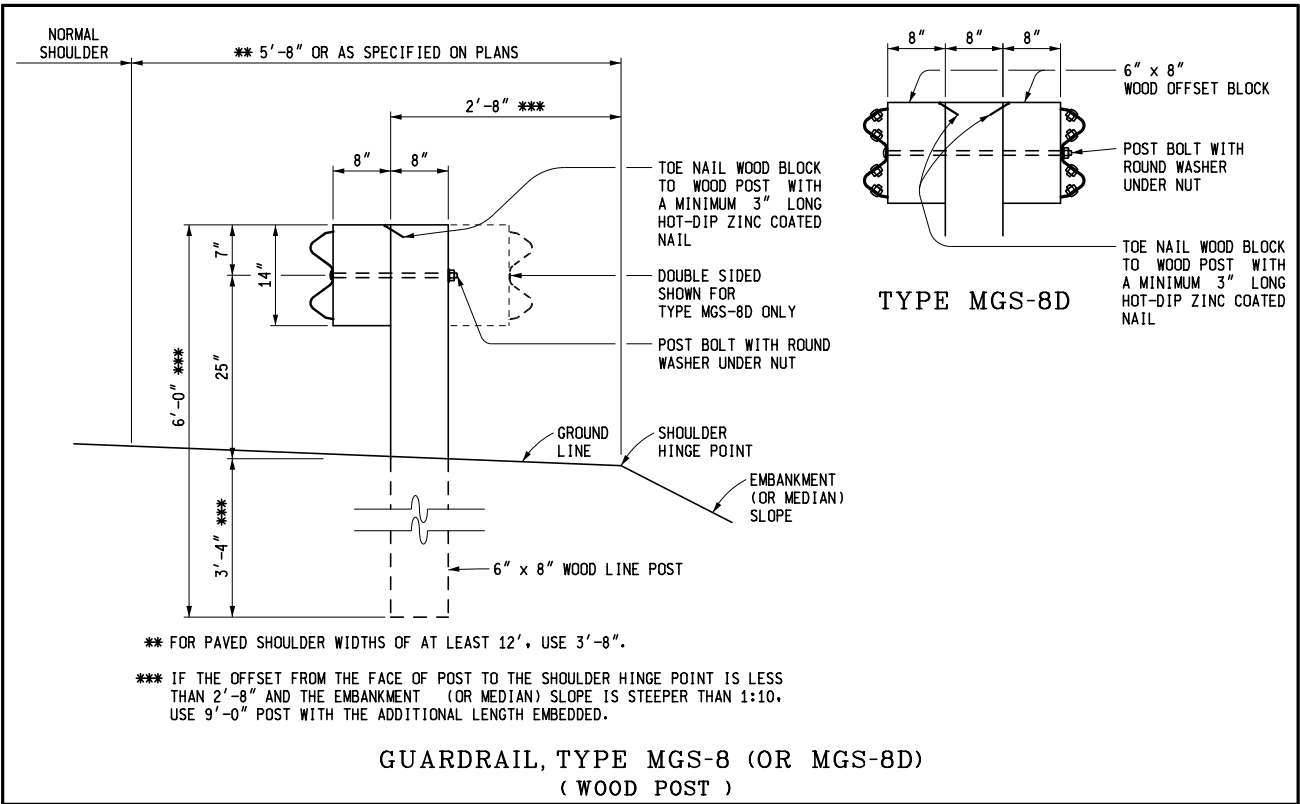 NORMAL
SHOULDER
** 5'-8" OR AS SPECIFIED ON PLANS
2'-8" ***
8"
8"
TOE NAIL WOOD BLOCK
TO WOOD POST WITH
A MINIMUM 3" LONG
HOT-DIP ZINC COATED
NAIL
7"
14"
DOUBLE SIDED
SHOWN FOR
TYPE MGS-8D ONLY
POST BOLT WITH ROUND
WASHER UNDER NUT
25"
6'-0" ***
GROUND
LINE
SHOULDER
HINGE POINT
EMBANKMENT
(OR MEDIAN)
SLOPE
3'-4" ***
6" x 8" WOOD LINE POST
8"
8"
8"
6" x 8"
WOOD OFFSET BLOCK
POST BOLT WITH
ROUND WASHER
UNDER NUT
TOE NAIL WOOD BLOCK
TO WOOD POST WITH
A MINIMUM 3" LONG
HOT-DIP ZINC COATED
NAIL
TYPE MGS-8D
** FOR PAVED SHOULDER WIDTHS OF AT LEAST 12', USE 3'-8".
*** IF THE OFFSET FROM THE FACE OF POST TO THE SHOULDER HINGE POINT IS LESS
THAN 2'-8" AND THE EMBANKMENT (OR MEDIAN) SLOPE IS STEEPER THAN 1:10,
USE 9'-0" POST WITH THE ADDITIONAL LENGTH EMBEDDED.
GUARDRAIL, TYPE MGS-8 (OR MGS-8D)
( WOOD POST )